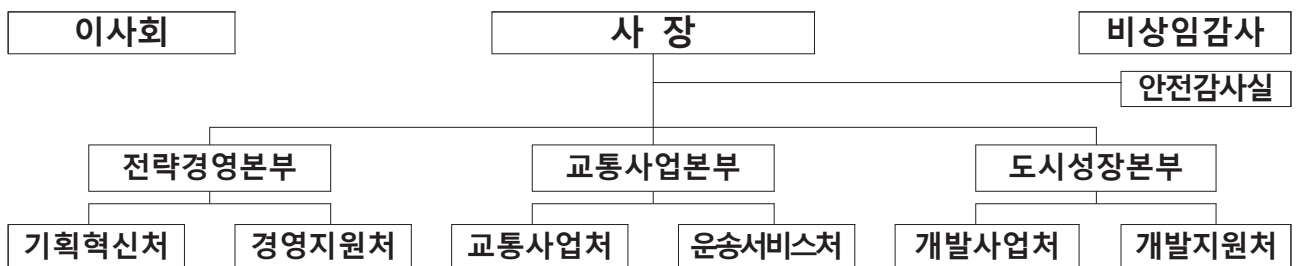 이사회 사 장 비상임감사
안전감사실
전략경영본부 교통사업본부 도시성장본부
기획혁신처 경영지원처 교통사업처 운송서비스처 개발사업처 개발지원처